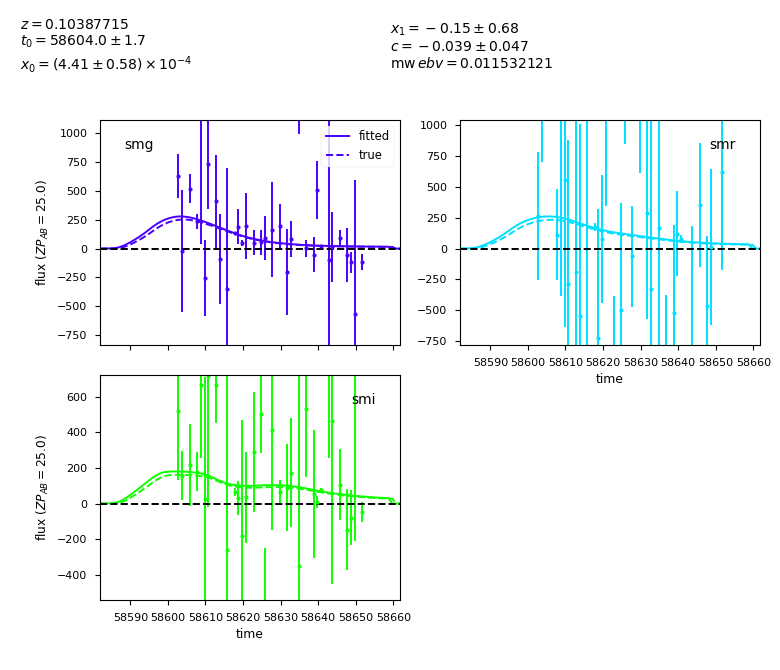 z = 0.10387715
t₀ = 58604.0 ± 1.7
x₀ = (4.41 ± 0.58) × 10⁻⁴
x₁ = −0.15 ± 0.68
c = −0.039 ± 0.047
mw ebv = 0.011532121
smg
fitted
true
1000
750
500
250
0
−250
−500
−750
flux (ZP_AB = 25.0)
smr
1000
750
500
250
0
−250
−500
−750
58590 58600 58610 58620 58630 58640 58650 58660
time
smi
600
400
200
0
−200
−400
flux (ZP_AB = 25.0)
58590 58600 58610 58620 58630 58640 58650 58660
time